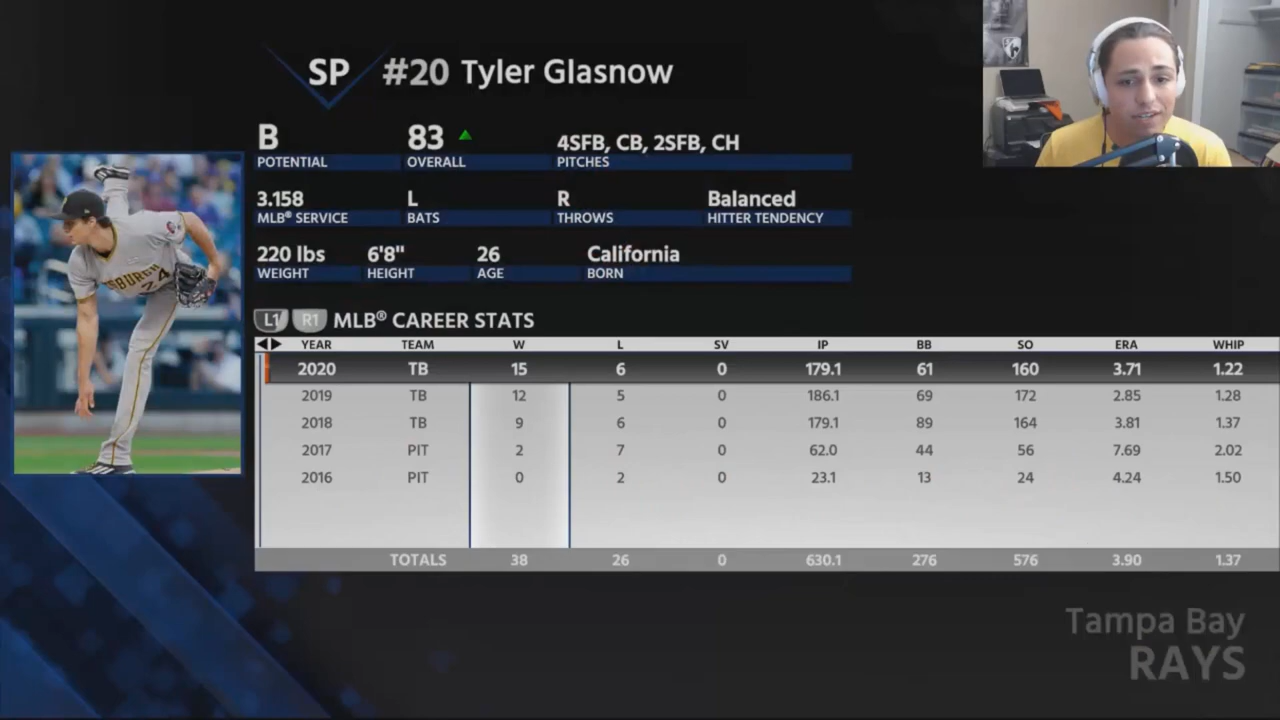 SP #20 Tyler Glasnow
B 83 4SFB, CB, 2SFB, CH
POTENTIAL OVERALL PITCHES
3.158 L R Balanced
MLB® SERVICE BATS THROWS HITTER TENDENCY
220 lbs 6'8" 26 California
WEIGHT HEIGHT AGE BORN
L1 R1 MLB® CAREER STATS
YEAR TEAM W L SV IP BB SO ERA WHIP
2020 TB 15 6 0 179.1 61 160 3.71 1.22
2019 TB 12 5 0 186.1 69 172 2.85 1.28
2018 TB 9 6 0 179.1 89 164 3.81 1.37
2017 PIT 2 7 0 62.0 44 56 7.69 2.02
2016 PIT 0 2 0 23.1 13 24 4.24 1.50
TOTALS 38 26 0 630.1 276 576 3.90 1.37
Tampa Bay
RAYS